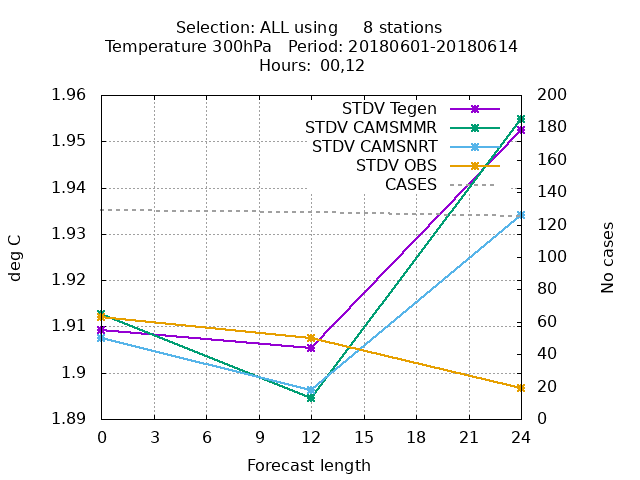 Selection: ALL using     8 stations
Temperature 300hPa   Period: 20180601-20180614
Hours: 00,12
STDV Tegen
STDV CAMSMMR
STDV CAMSNRT
STDV OBS
CASES
deg C
1.96
1.95
1.94
1.93
1.92
1.91
1.9
1.89
200
180
160
140
120
100
80
60
40
20
0
No cases
0 3 6 9 12 15 18 21 24
Forecast length